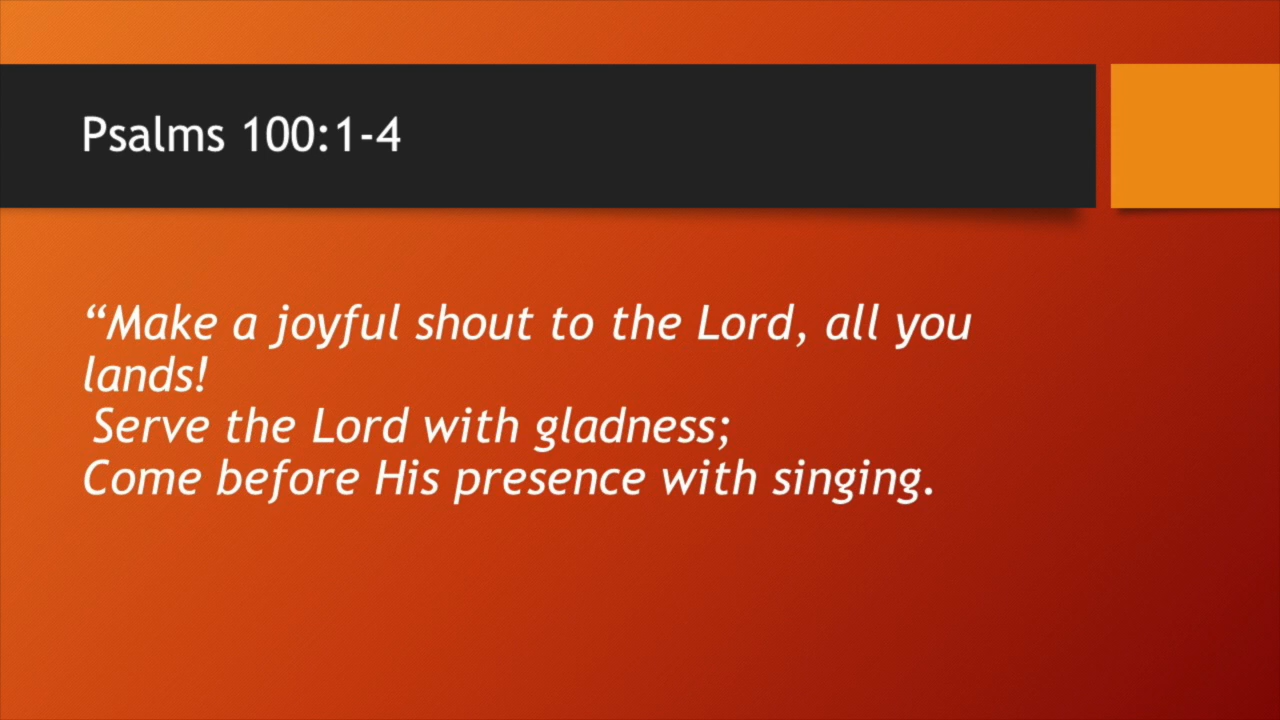 Psalms 100:1-4
“Make a joyful shout to the Lord, all you
lands!
Serve the Lord with gladness;
Come before His presence with singing.